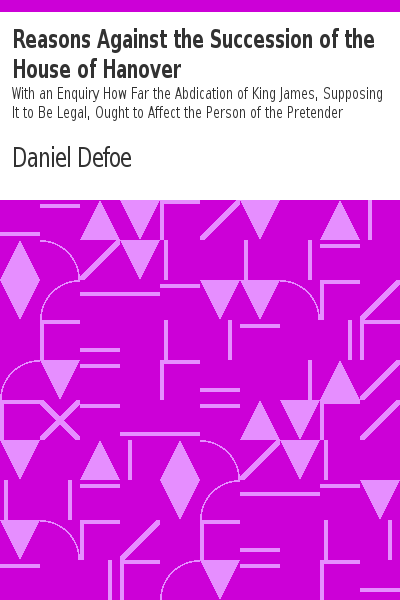 Reasons Against the Succession of the
House of Hanover
With an Enquiry How Far the Abdication of King James, Supposing
It to Be Legal, Ought to Affect the Person of the Pretender
Daniel Defoe